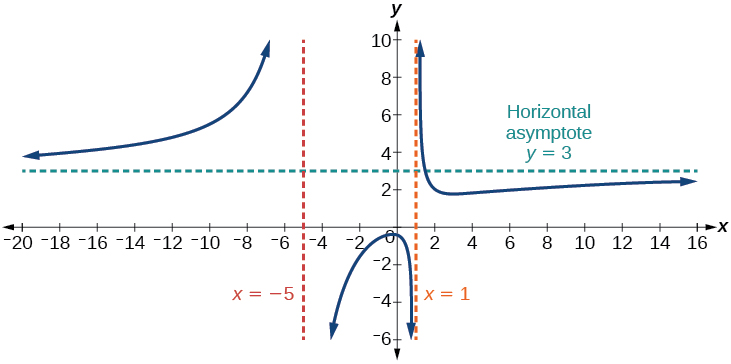 y
10
8
6
4
2
Horizontal
asymptote
y = 3
−20 −18 −16 −14 −12 −10 −8 −6 −4 −2 0 2 4 6 8 10 12 14 16 x
−2
−4
−6
x = −5
x = 1